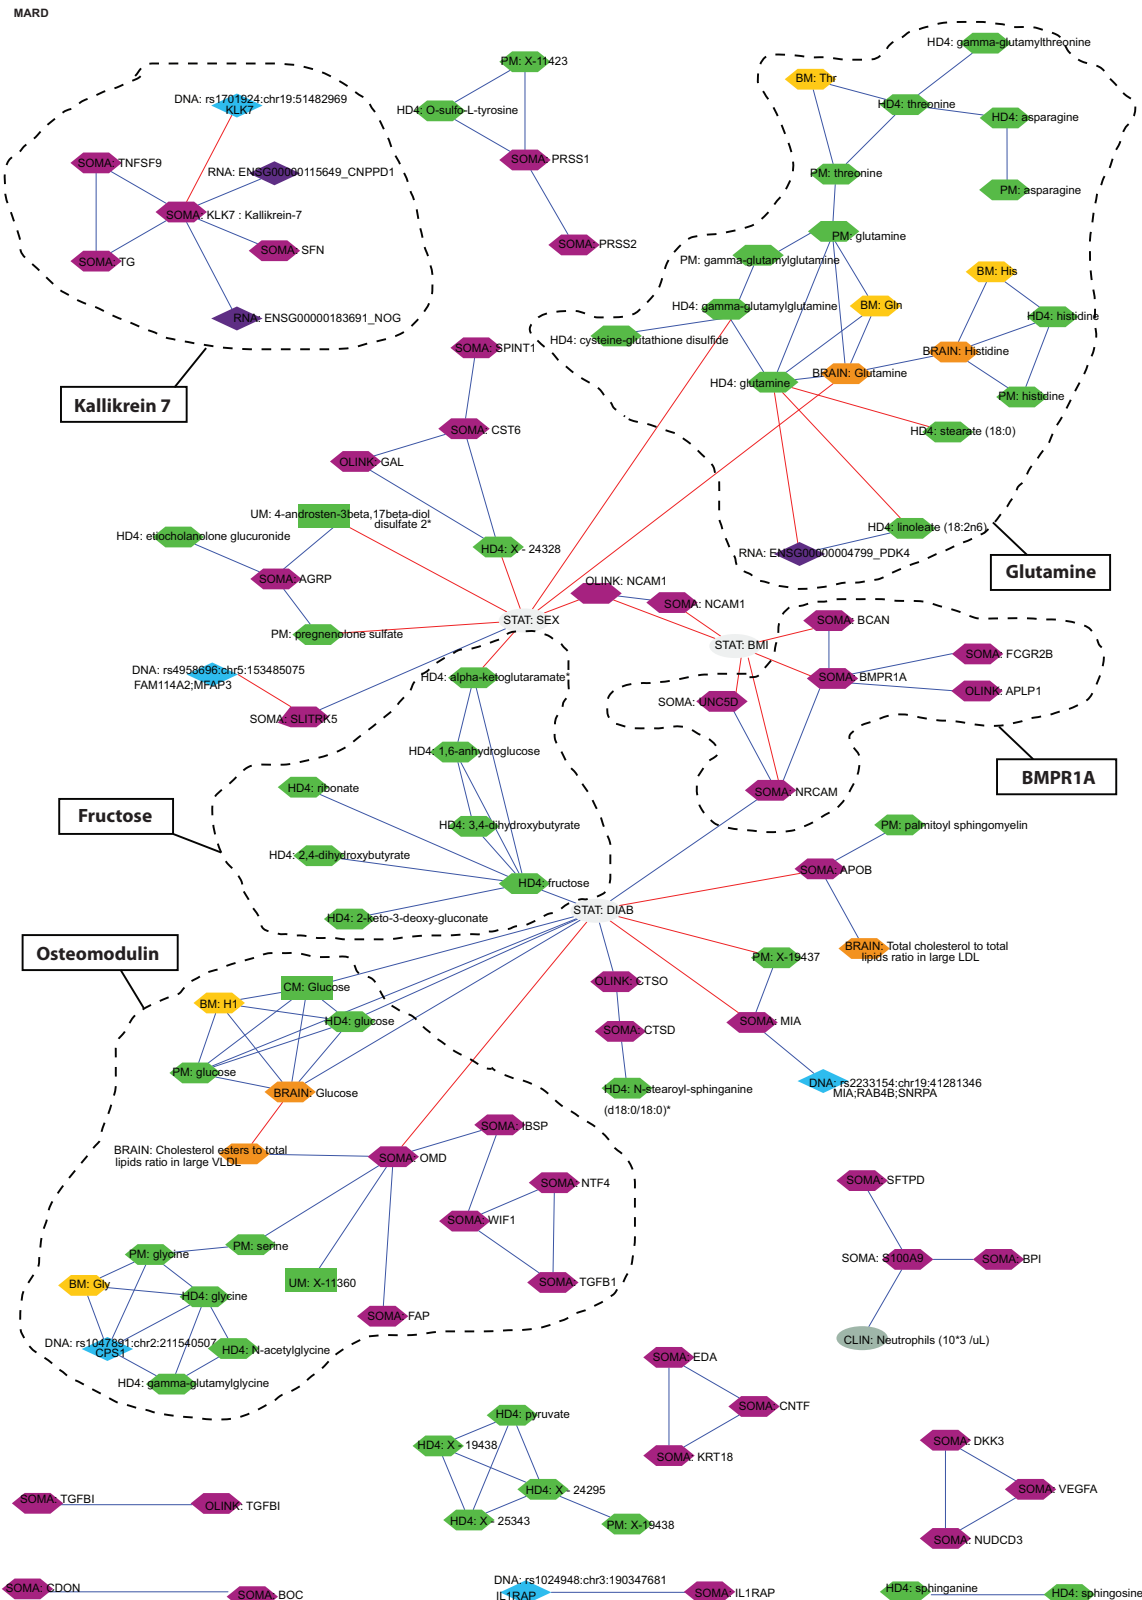 MARD
PM: X-11423
HD4: O-sulfo-L-tyrosine
SOMA: PRSS1
SOMA: PRSS2
DNA: rs1701924:chr19:51482969
KLK7
SOMA: TNFSF9
RNA: ENSG00000115649_CNPPD1
SOMA: KLK7 : Kallikrein-7
SOMA: SFN
SOMA: TG
RNA: ENSG00000183691_NOG
Kallikrein 7
HD4: gamma-glutamylthreonine
BM: Thr
HD4: threonine
HD4: asparagine
PM: threonine
PM: asparagine
PM: glutamine
PM: gamma-glutamylglutamine
BM: His
HD4: gamma-glutamylglutamine
BM: Gln
HD4: histidine
HD4: cysteine-glutathione disulfide
BRAIN: Histidine
HD4: glutamine
BRAIN: Glutamine
PM: histidine
HD4: stearate (18:0)
HD4: linoleate (18:2n6)
RNA: ENSG00000004799_PDK4
Glutamine
SOMA: SPINT1
SOMA: CST6
OLINK: GAL
UM: 4-androsten-3beta,17beta-diol
disulfate 2*
HD4: etiocholanolone glucuronide
HD4: X - 24328
SOMA: AGRP
PM: pregnenolone sulfate
STAT: SEX
OLINK: NCAM1
SOMA: NCAM1
STAT: BMI
SOMA: BCAN
SOMA: FCGR2B
SOMA: BMPR1A
OLINK: APLP1
SOMA: UNC5D
SOMA: NRCAM
BMPR1A
DNA: rs4958696:chr5:153485075
FAM114A2;MFAP3
SOMA: SLITRK5
HD4: alpha-ketoglutaramate*
HD4: 1,6-anhydroglucose
HD4: ribonate
HD4: 3,4-dihydroxybutyrate
HD4: 2,4-dihydroxybutyrate
HD4: fructose
HD4: 2-keto-3-deoxy-gluconate
Fructose
STAT: DIAB
PM: palmitoyl sphingomyelin
SOMA: APOB
BRAIN: Total cholesterol to total
lipids ratio in large LDL
PM: X-19437
OLINK: CTSO
SOMA: MIA
SOMA: CTSD
DNA: rs2233154:chr19:41281346
MIA;RAB4B;SNRPA
HD4: N-stearoyl-sphinganine
(d18:0/18:0)*
Osteomodulin
CM: Glucose
BM: H1
HD4: glucose
PM: glucose
BRAIN: Glucose
BRAIN: Cholesterol esters to total
lipids ratio in large VLDL
SOMA: OMD
SOMA: IBSP
SOMA: NTF4
SOMA: WIF1
SOMA: TGFB1
PM: serine
PM: glycine
UM: X-11360
SOMA: FAP
BM: Gly
HD4: glycine
DNA: rs1047891:chr2:211540507
CPS1
HD4: N-acetylglycine
HD4: gamma-glutamylglycine
SOMA: SFTPD
SOMA: S100A9
SOMA: BPI
CLIN: Neutrophils (10*3 /uL)
SOMA: EDA
SOMA: CNTF
SOMA: KRT18
HD4: pyruvate
HD4: X - 19438
HD4: X - 24295
HD4: X - 25343
PM: X-19438
SOMA: DKK3
SOMA: VEGFA
SOMA: NUDCD3
SOMA: TGFBI
OLINK: TGFBI
SOMA: CDON
SOMA: BOC
DNA: rs1024948:chr3:190347681
IL1RAP
SOMA: IL1RAP
HD4: sphinganine
HD4: sphingosine